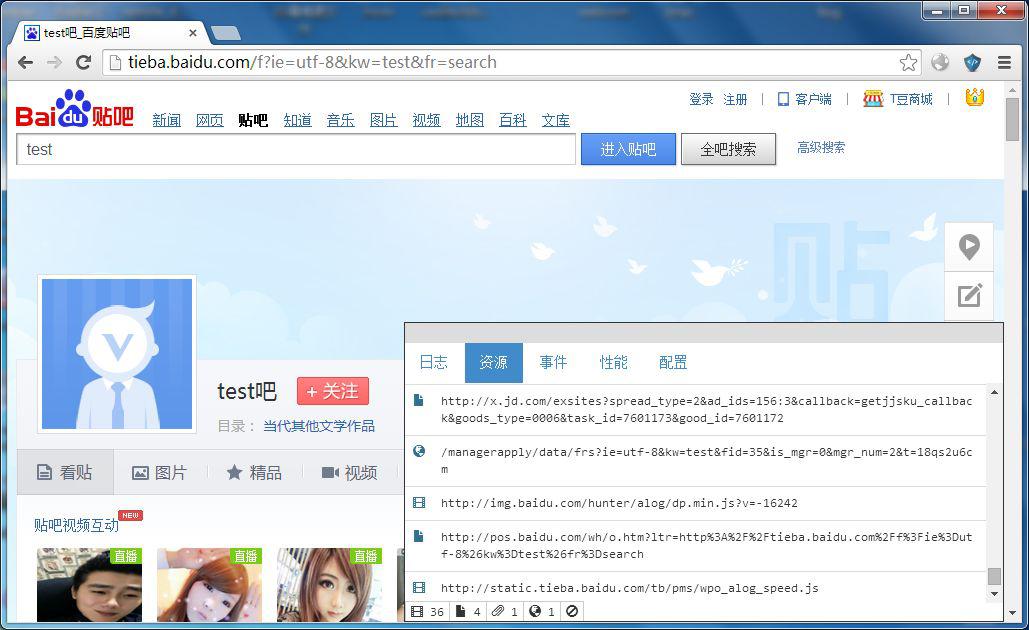 test吧_百度贴吧
tieba.baidu.com/f?ie=utf-8&kw=test&fr=search
登录 注册 | 客户端 | T豆商城 |
Bai du 贴吧 新闻 网页 贴吧 知道 音乐 图片 视频 地图 百科 文库
test 进入贴吧 全吧搜索 高级搜索
贴吧
test吧 + 关注
目录： 当代其他文学作品
看贴 图片 精品 视频
贴吧视频互动 NEW
直播 直播 直播
日志 资源 事件 性能 配置
http://x.jd.com/exsites?spread_type=2&ad_ids=156:3&callback=getjjsku_callbac
k&goods_type=0006&task_id=7601173&good_id=7601172
/managerapply/data/frs?ie=utf-8&kw=test&fid=35&is_mgr=0&mgr_num=2&t=18qs2u6c
m
http://img.baidu.com/hunter/alog/dp.min.js?v=-16242
http://pos.baidu.com/wh/o.htm?ltr=http%3A%2F%2Ftieba.baidu.com%2Ff%3Fie%3Dut
f-8%26kw%3Dtest%26fr%3Dsearch
http://static.tieba.baidu.com/tb/pms/wpo_alog_speed.js
36 4 1 1